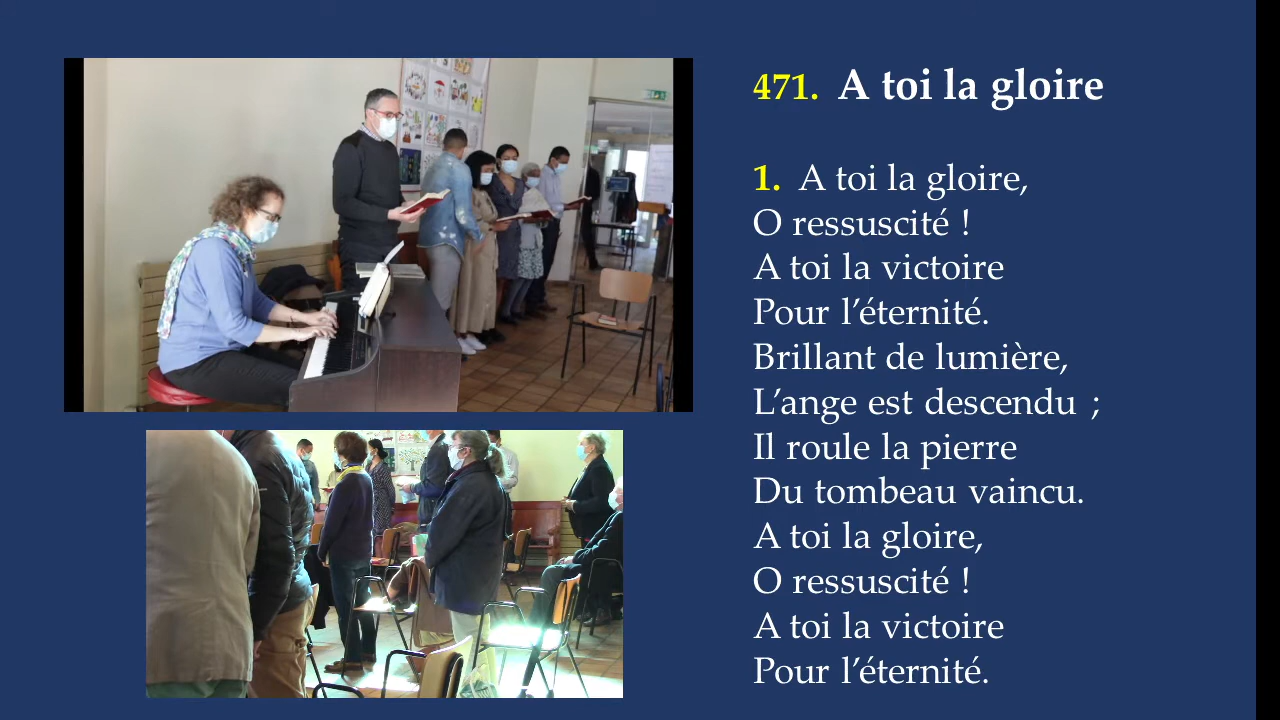 471. A toi la gloire
1. A toi la gloire,
O ressuscité !
A toi la victoire
Pour l’éternité.
Brillant de lumière,
L’ange est descendu ;
Il roule la pierre
Du tombeau vaincu.
A toi la gloire,
O ressuscité !
A toi la victoire
Pour l’éternité.